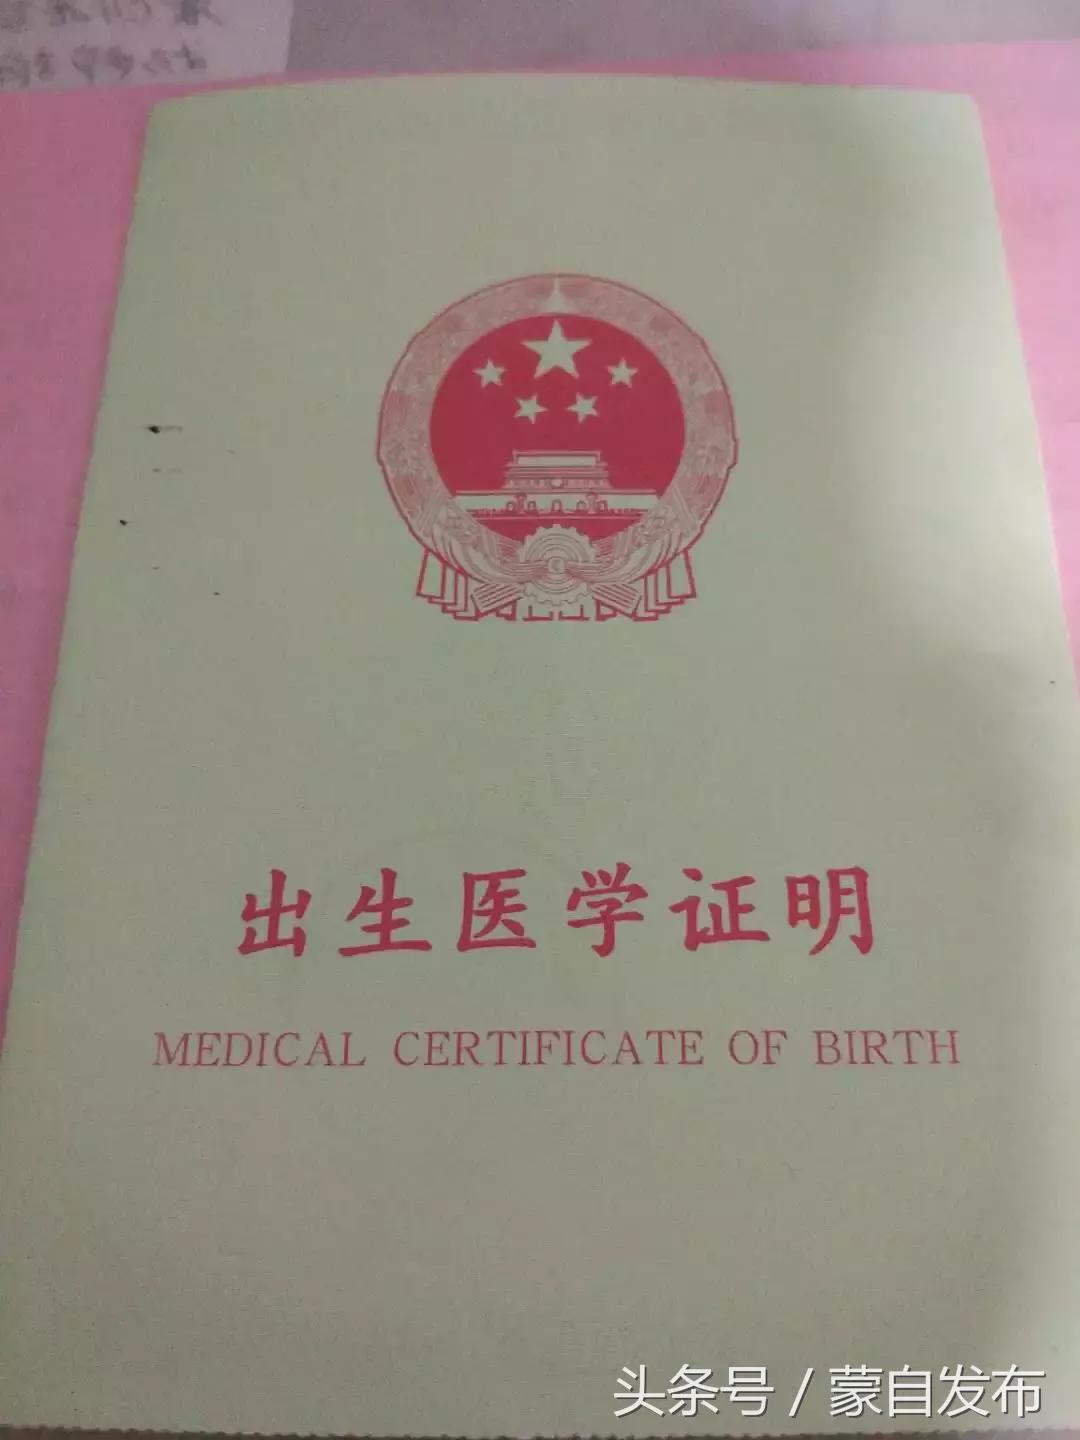 出生医学证明
MEDICAL CERTIFICATE OF BIRTH
头条号 / 蒙自发布